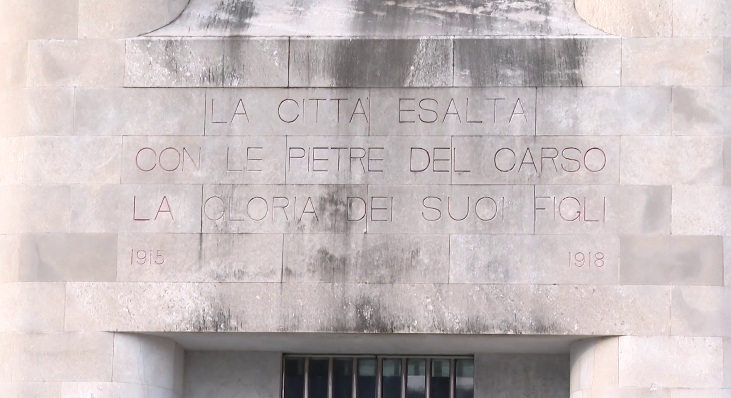 LA CITTA ESALTA
CON LE PIETRE DEL CARSO
LA GLORIA DEI SUOI FIGLI
1915 1918